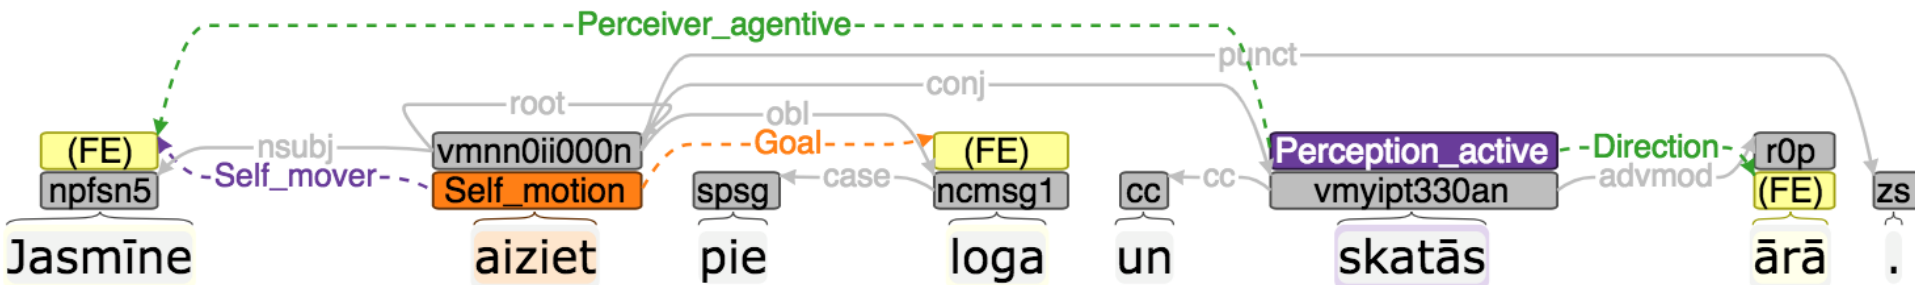 Perceiver_agentive
punct
conj
root
obl
(FE) nsubj vmnn0ii000n Goal (FE) Perception_active Direction r0p
npfsn5 Self_mover Self_motion spsg case ncmsg1 cc cc vmyipt330an advmod (FE) zs
Jasmīne aiziet pie loga un skatās ārā .